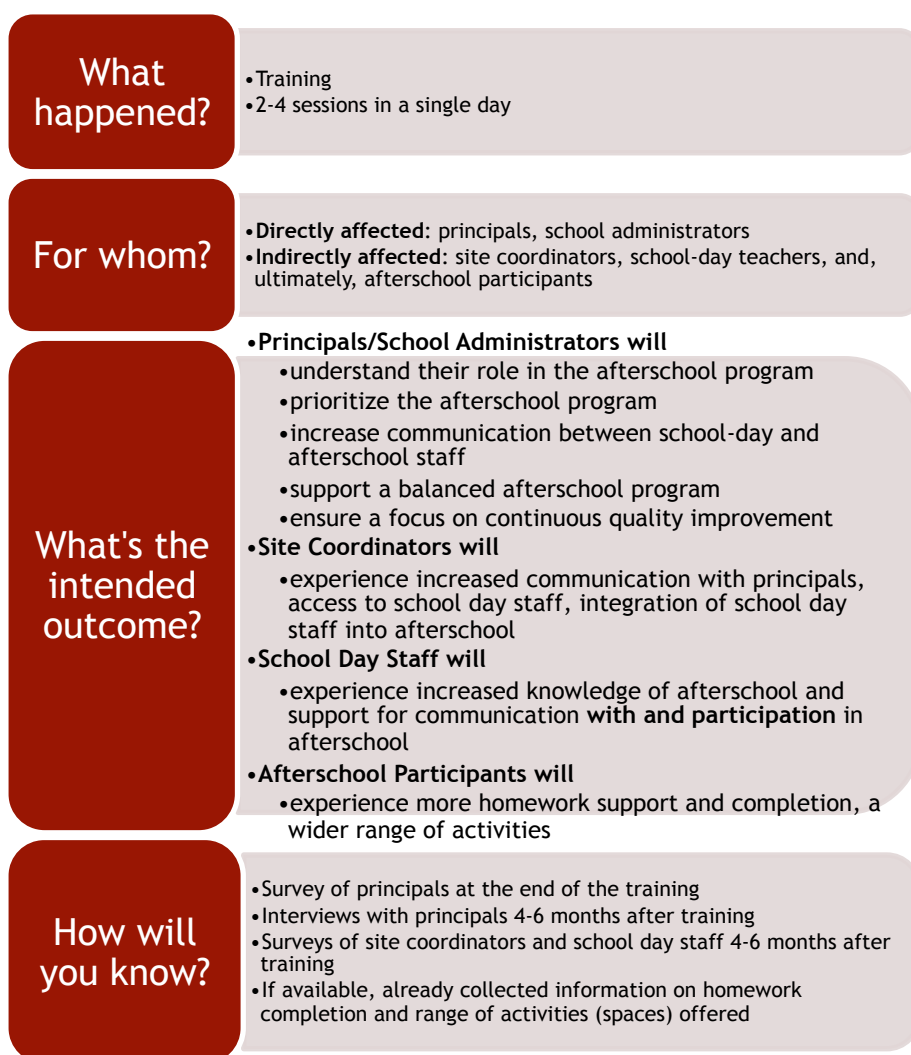 What
happened?
•Training
•2-4 sessions in a single day
For whom?
•Directly affected: principals, school administrators
•Indirectly affected: site coordinators, school-day teachers, and,
ultimately, afterschool participants
What's the
intended
outcome?
•Principals/School Administrators will
•understand their role in the afterschool program
•prioritize the afterschool program
•increase communication between school-day and
afterschool staff
•support a balanced afterschool program
•ensure a focus on continuous quality improvement
•Site Coordinators will
•experience increased communication with principals,
access to school day staff, integration of school day
staff into afterschool
•School Day Staff will
•experience increased knowledge of afterschool and
support for communication with and participation in
afterschool
•Afterschool Participants will
•experience more homework support and completion, a
wider range of activities
How will
you know?
•Survey of principals at the end of the training
•Interviews with principals 4-6 months after training
•Surveys of site coordinators and school day staff 4-6 months after
training
•If available, already collected information on homework
completion and range of activities (spaces) offered